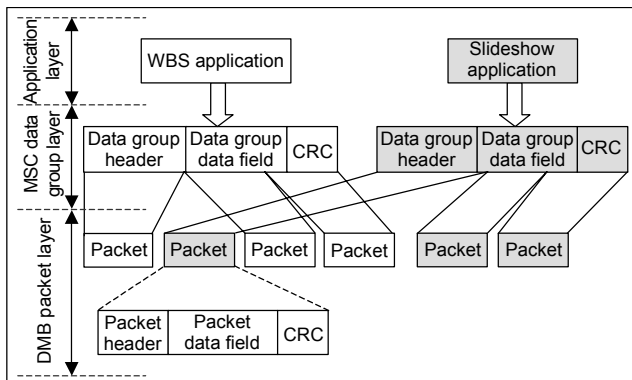 Application
layer
WBS application
Slideshow
application
MSC data
group layer
Data group
header
Data group
data field
CRC
Data group
header
Data group
data field
CRC
DMB packet layer
Packet
Packet
Packet
Packet
Packet
Packet
Packet
header
Packet
data field
CRC